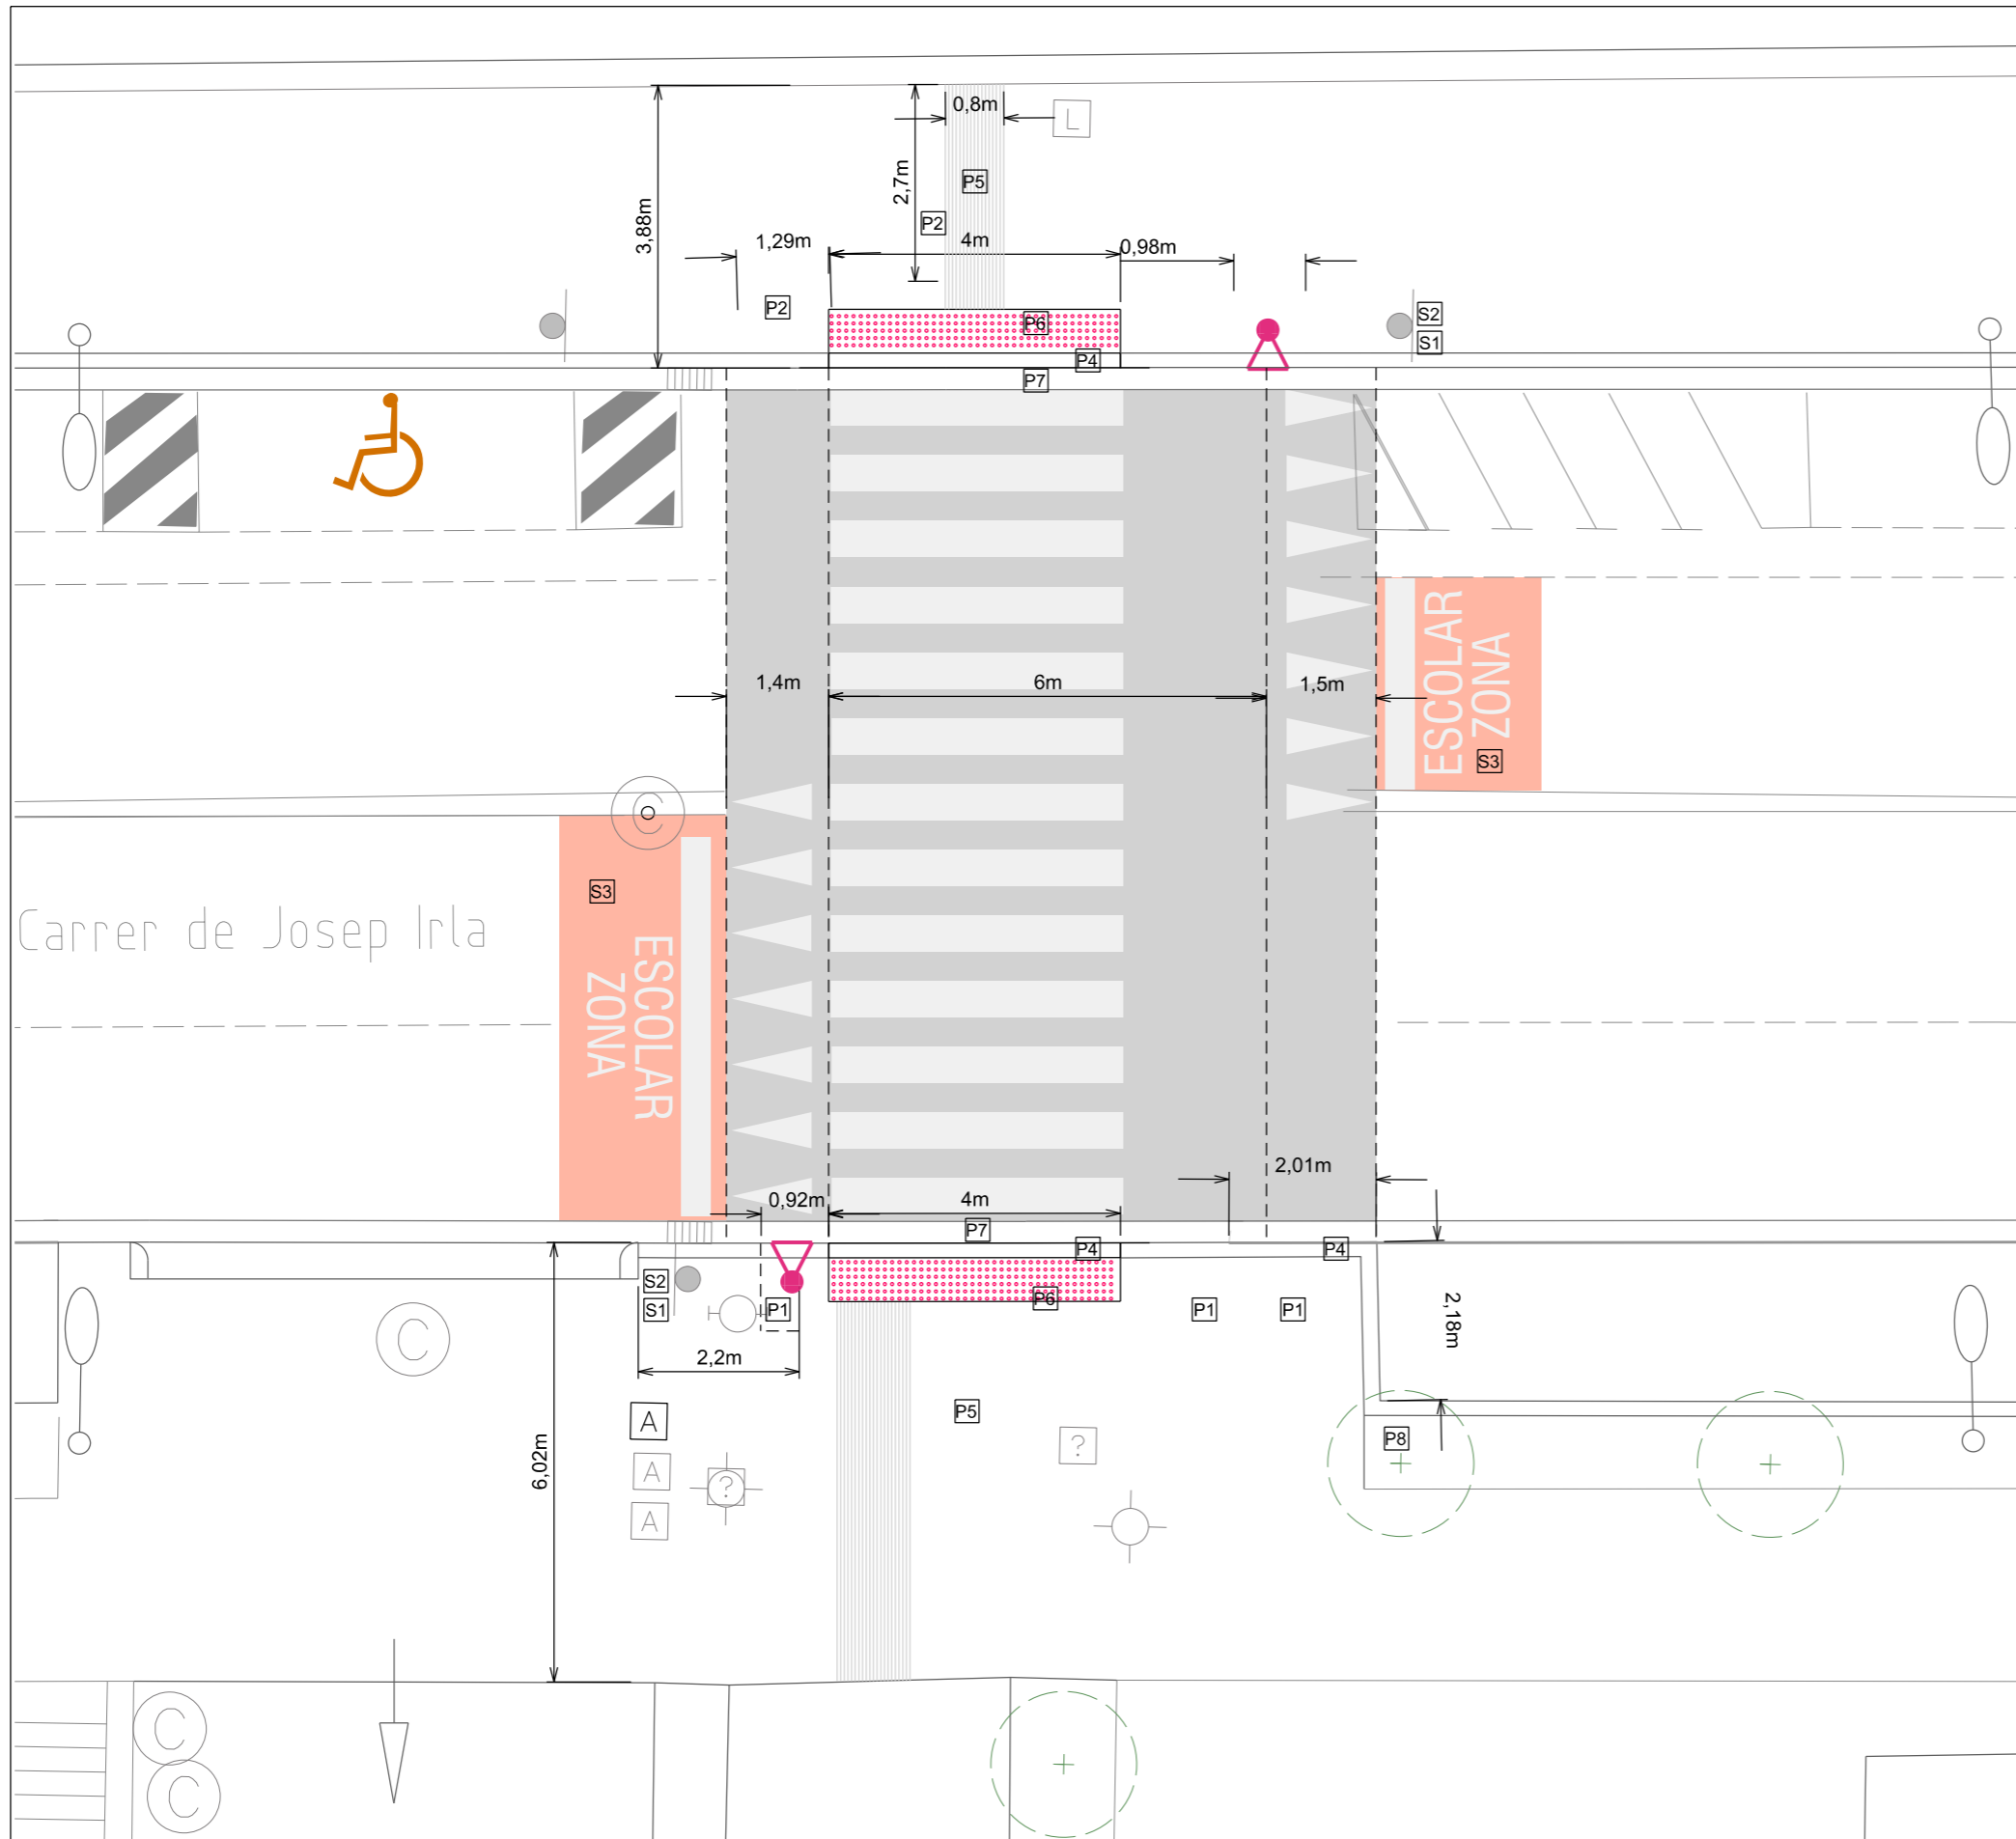 0,8m
L
P5
2,7m
P2
3,88m
1,29m
4m
0,98m
P2
S2
S1
P6
P4
P7
ESCOLAR
ZONA
S3
1,4m
6m
1,5m
C
S3
Carrer de Josep Irla
ESCOLAR
ZONA
2,01m
0,92m
4m
P7
P4
P4
S2
S1
P1
P6
P1
P1
2,18m
C
2,2m
A
P5
?
P8
A
?
A
6,02m
C
C